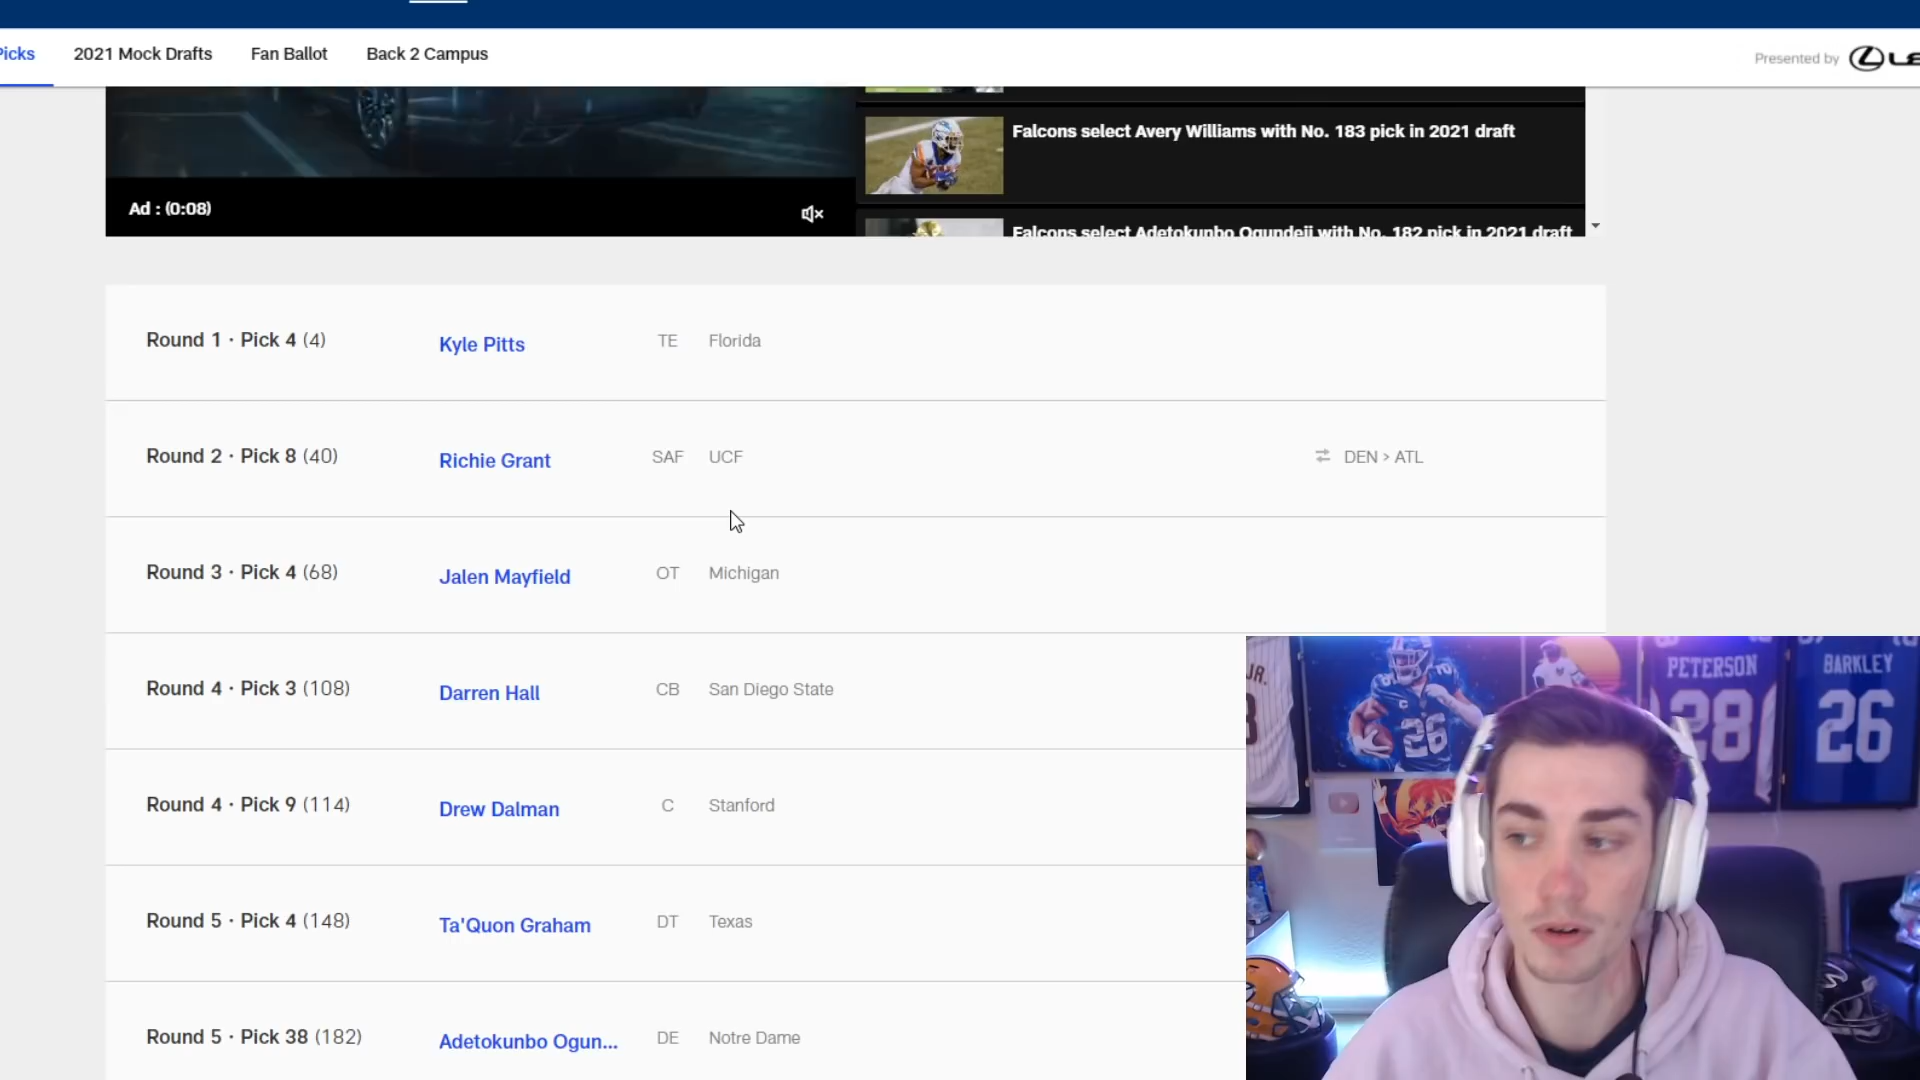 Picks 2021 Mock Drafts Fan Ballot Back 2 Campus
Presented by
Falcons select Avery Williams with No. 183 pick in 2021 draft
Ad : (0:08)
Falcons select Adetokunbo Ogundeji with No. 182 pick in 2021 draft
Round 1 · Pick 4 (4) Kyle Pitts TE Florida
Round 2 · Pick 8 (40) Richie Grant SAF UCF DEN > ATL
Round 3 · Pick 4 (68) Jalen Mayfield OT Michigan
Round 4 · Pick 3 (108) Darren Hall CB San Diego State
Round 4 · Pick 9 (114) Drew Dalman C Stanford
Round 5 · Pick 4 (148) Ta'Quon Graham DT Texas
Round 5 · Pick 38 (182) Adetokunbo Ogun... DE Notre Dame
JR.
26
PETERSON
28
BARKLEY
26